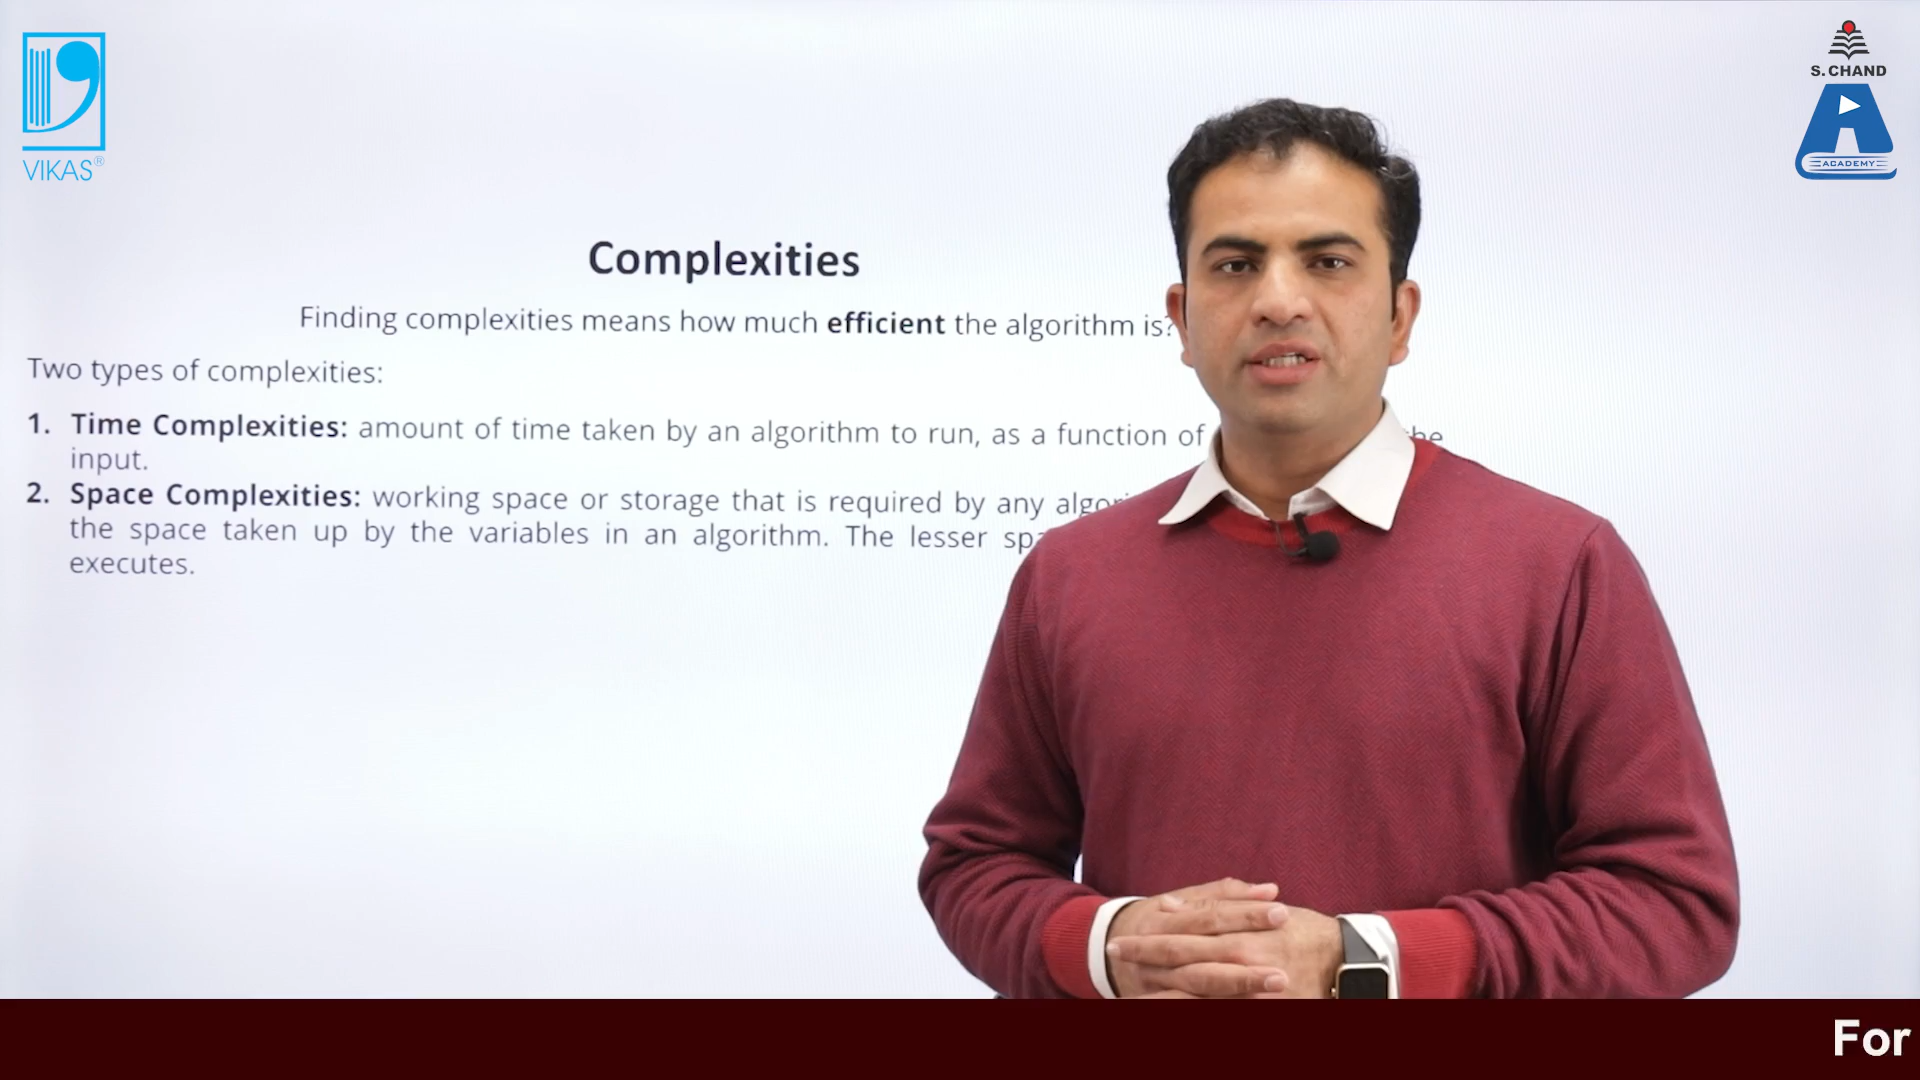 VIKAS®
S. CHAND
ACADEMY
Complexities
Finding complexities means how much efficient the algorithm is?
Two types of complexities:
1. Time Complexities: amount of time taken by an algorithm to run, as a function of
input.
2. Space Complexities: working space or storage that is required by any
the space taken up by the variables in an algorithm. The lesser
executes.
For